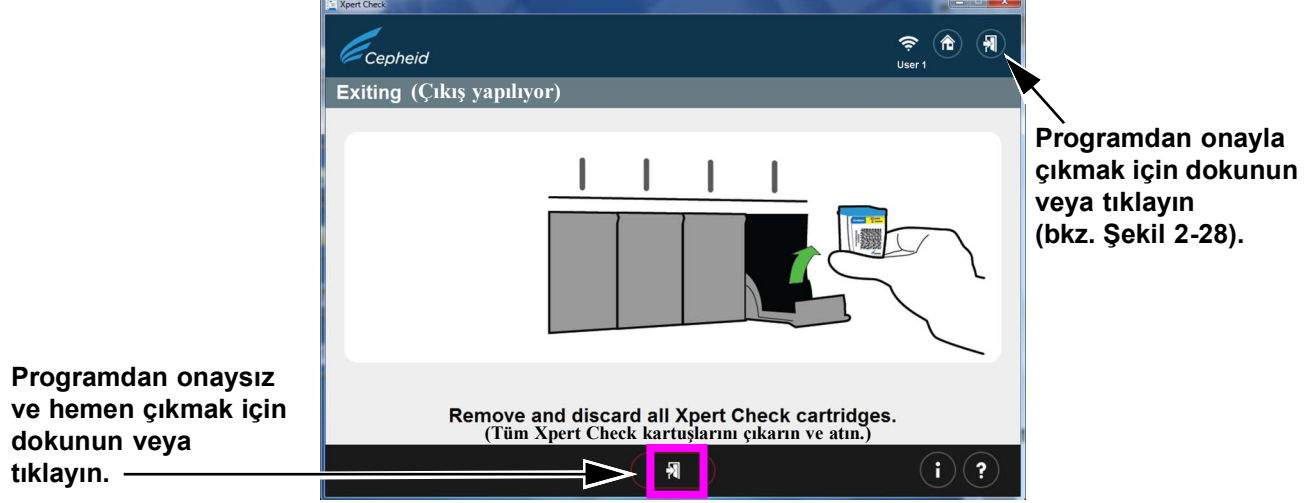 Xpert Check
Cepheid
User 1
Exiting (Çıkış yapılıyor)
Programdan onayla
çıkmak için dokunun
veya tıklayın
(bkz. Şekil 2-28).
Programdan onaysız
ve hemen çıkmak için
dokunun veya
tıklayın.
Remove and discard all Xpert Check cartridges.
(Tüm Xpert Check kartuşlarını çıkarın ve atın.)
i ?